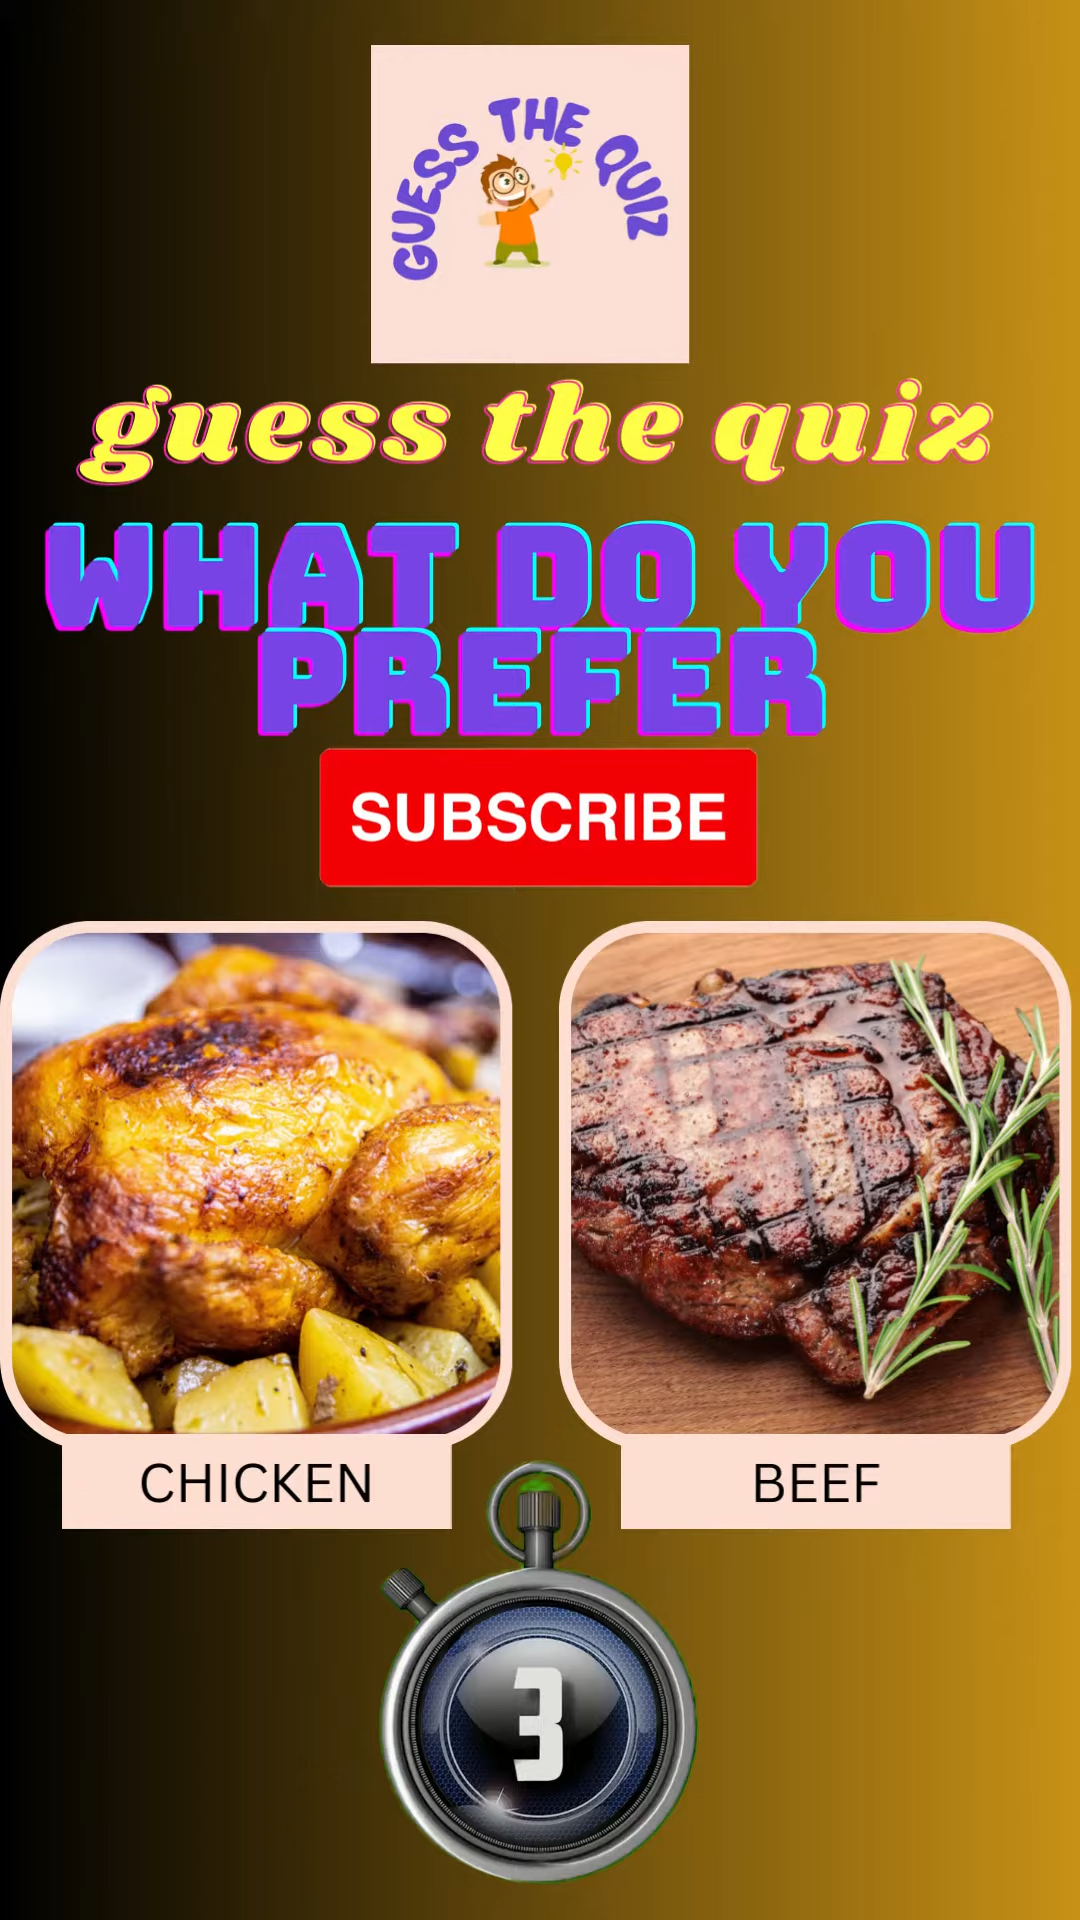 GUESS THE QUIZ
guess the quiz
WHAT DO YOU
PREFER
SUBSCRIBE
CHICKEN
BEEF
3